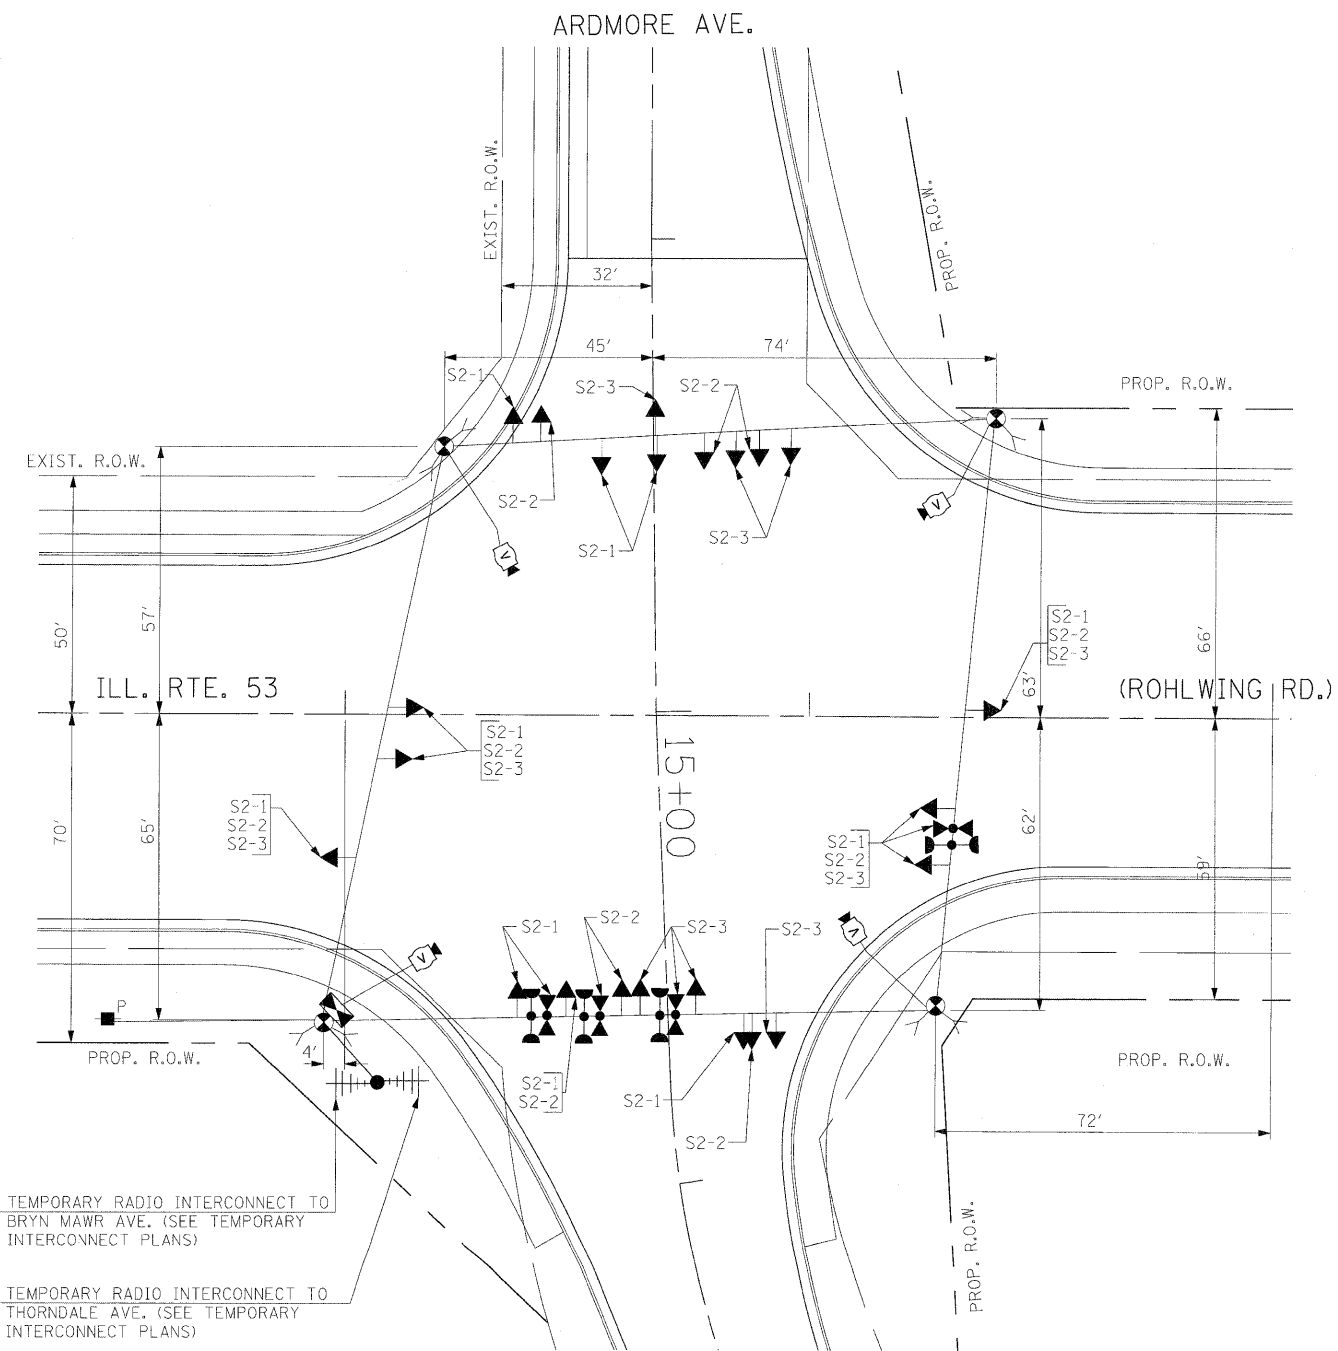 ARDMORE AVE.
EXIST. R.O.W.
PROP. R.O.W.
32'
45'
74'
S2-1
S2-3
S2-2
PROP. R.O.W.
EXIST. R.O.W.
S2-2
S2-1
S2-3
50'
57'
S2-1
S2-2
S2-3
63'
66'
ILL. RTE. 53
(ROHLWING RD.)
S2-1
S2-2
S2-3
15+00
70'
65'
S2-1
S2-2
S2-3
62'
S2-1
S2-2
S2-3
59'
S2-1
S2-2
S2-3
S2-3
V
V
V
V
P
PROP. R.O.W.
4'
S2-1
S2-2
S2-1
S2-2
PROP. R.O.W.
72'
TEMPORARY RADIO INTERCONNECT TO
BRYN MAWR AVE. (SEE TEMPORARY
INTERCONNECT PLANS)
PROP. R.O.W.
TEMPORARY RADIO INTERCONNECT TO
THORNDALE AVE. (SEE TEMPORARY
INTERCONNECT PLANS)